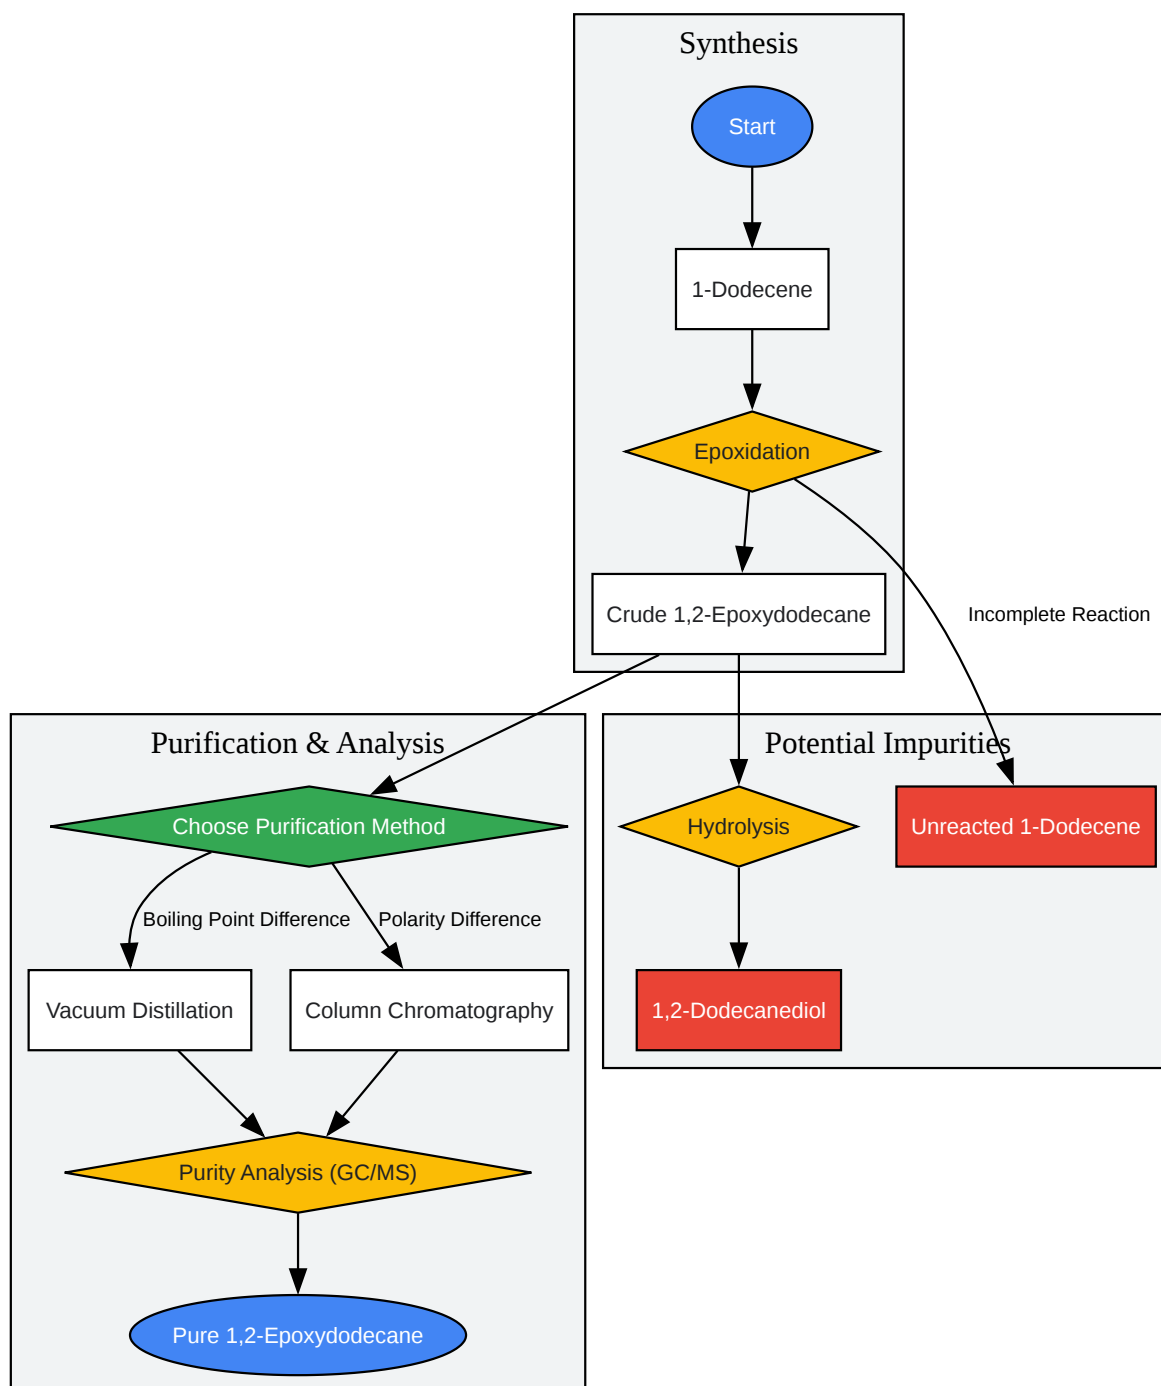 Synthesis
Start
1-Dodecene
Epoxidation
Crude 1,2-Epoxydodecane
Incomplete Reaction
Purification & Analysis
Choose Purification Method
Boiling Point Difference
Polarity Difference
Vacuum Distillation
Column Chromatography
Purity Analysis (GC/MS)
Pure 1,2-Epoxydodecane
Potential Impurities
Hydrolysis
Unreacted 1-Dodecene
1,2-Dodecanediol